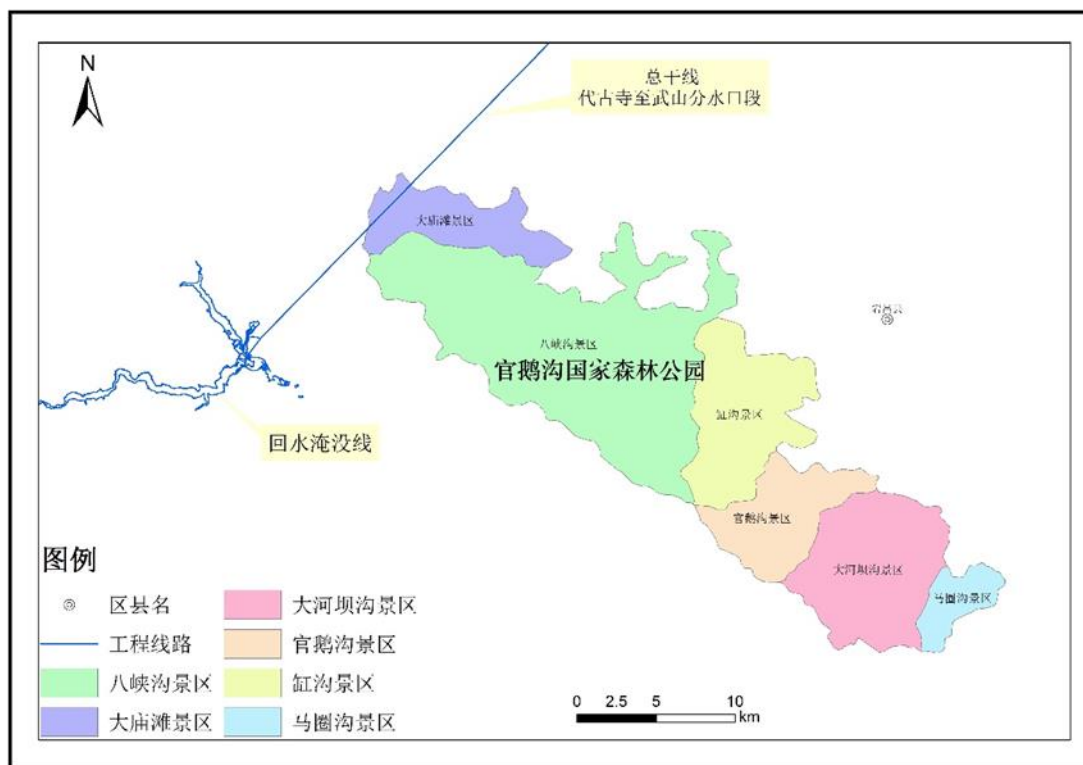 N
总干线
代古寺至武山分水口段
大庙滩景区
宕昌县
八峡沟景区
官鹅沟国家森林公园
缸沟景区
回水淹没线
官鹅沟景区
大河坝沟景区
马圈沟景区
图例
区县名
大河坝沟景区
工程线路
官鹅沟景区
八峡沟景区
缸沟景区
大庙滩景区
马圈沟景区
0 2.5 5 10
km